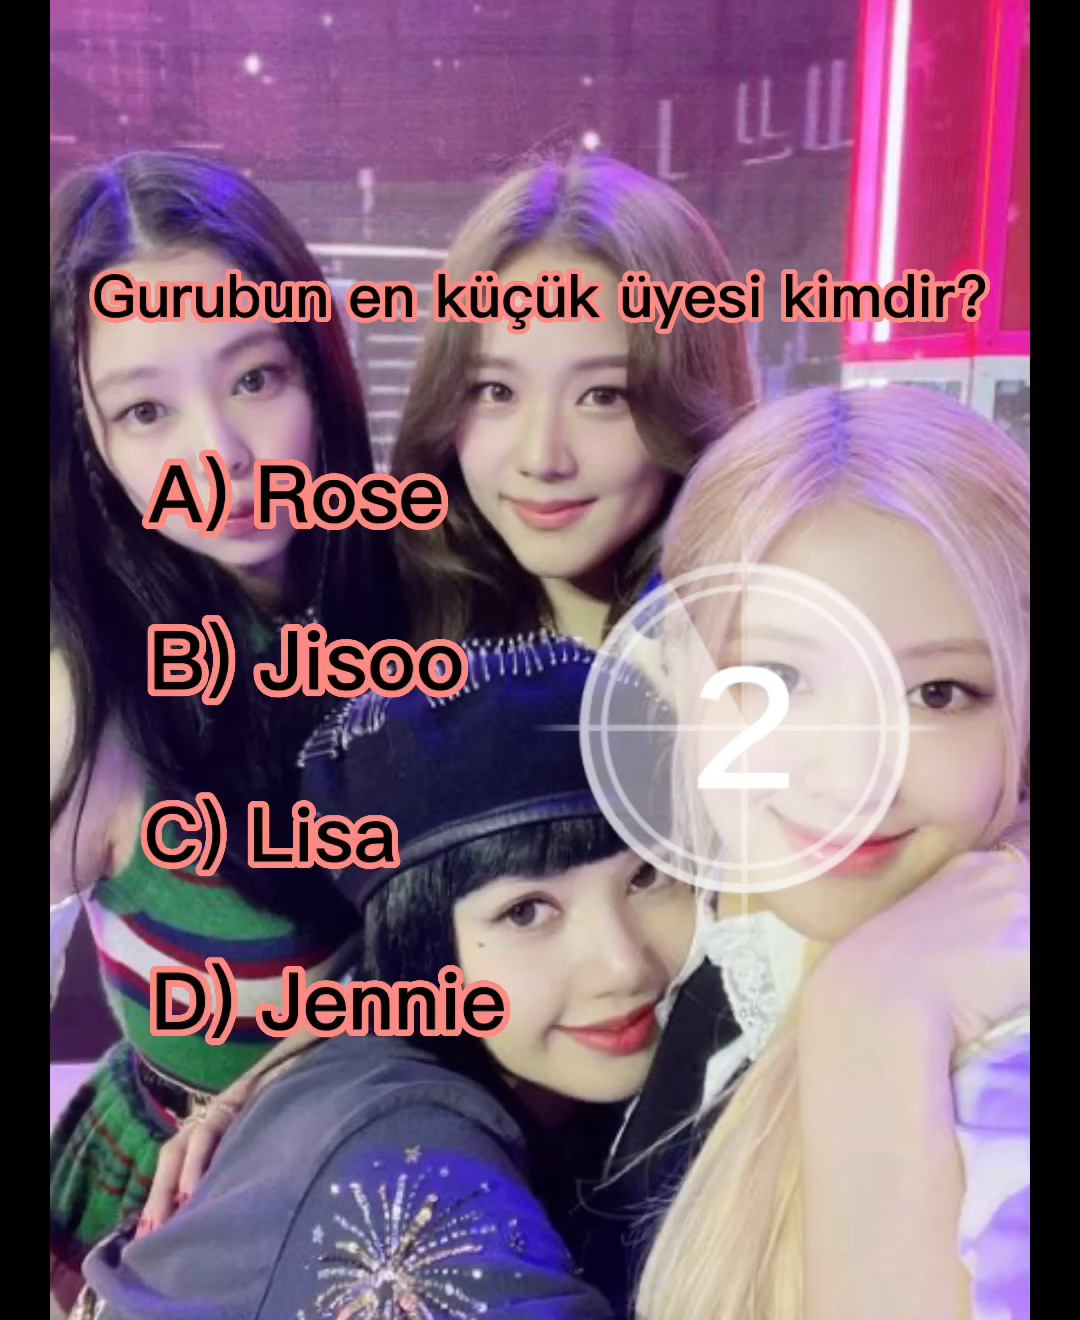 Gurubun en küçük üyesi kimdir?
A) Rose
B) Jisoo
2
C) Lisa
D) Jennie